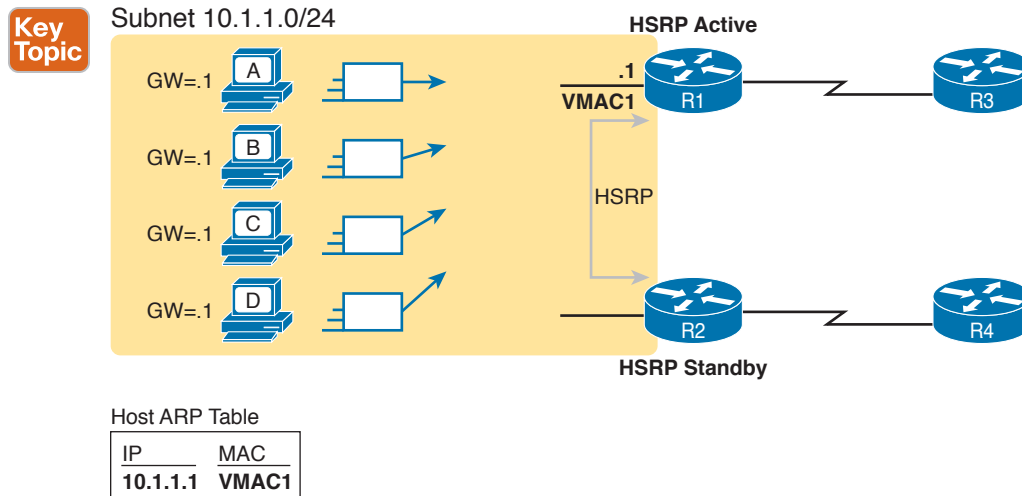 Key
Topic
Subnet 10.1.1.0/24
HSRP Active
GW=.1
A
.1
VMAC1
R1
R3
GW=.1
B
HSRP
GW=.1
C
GW=.1
D
R2
R4
HSRP Standby
Host ARP Table
IP MAC
10.1.1.1 VMAC1